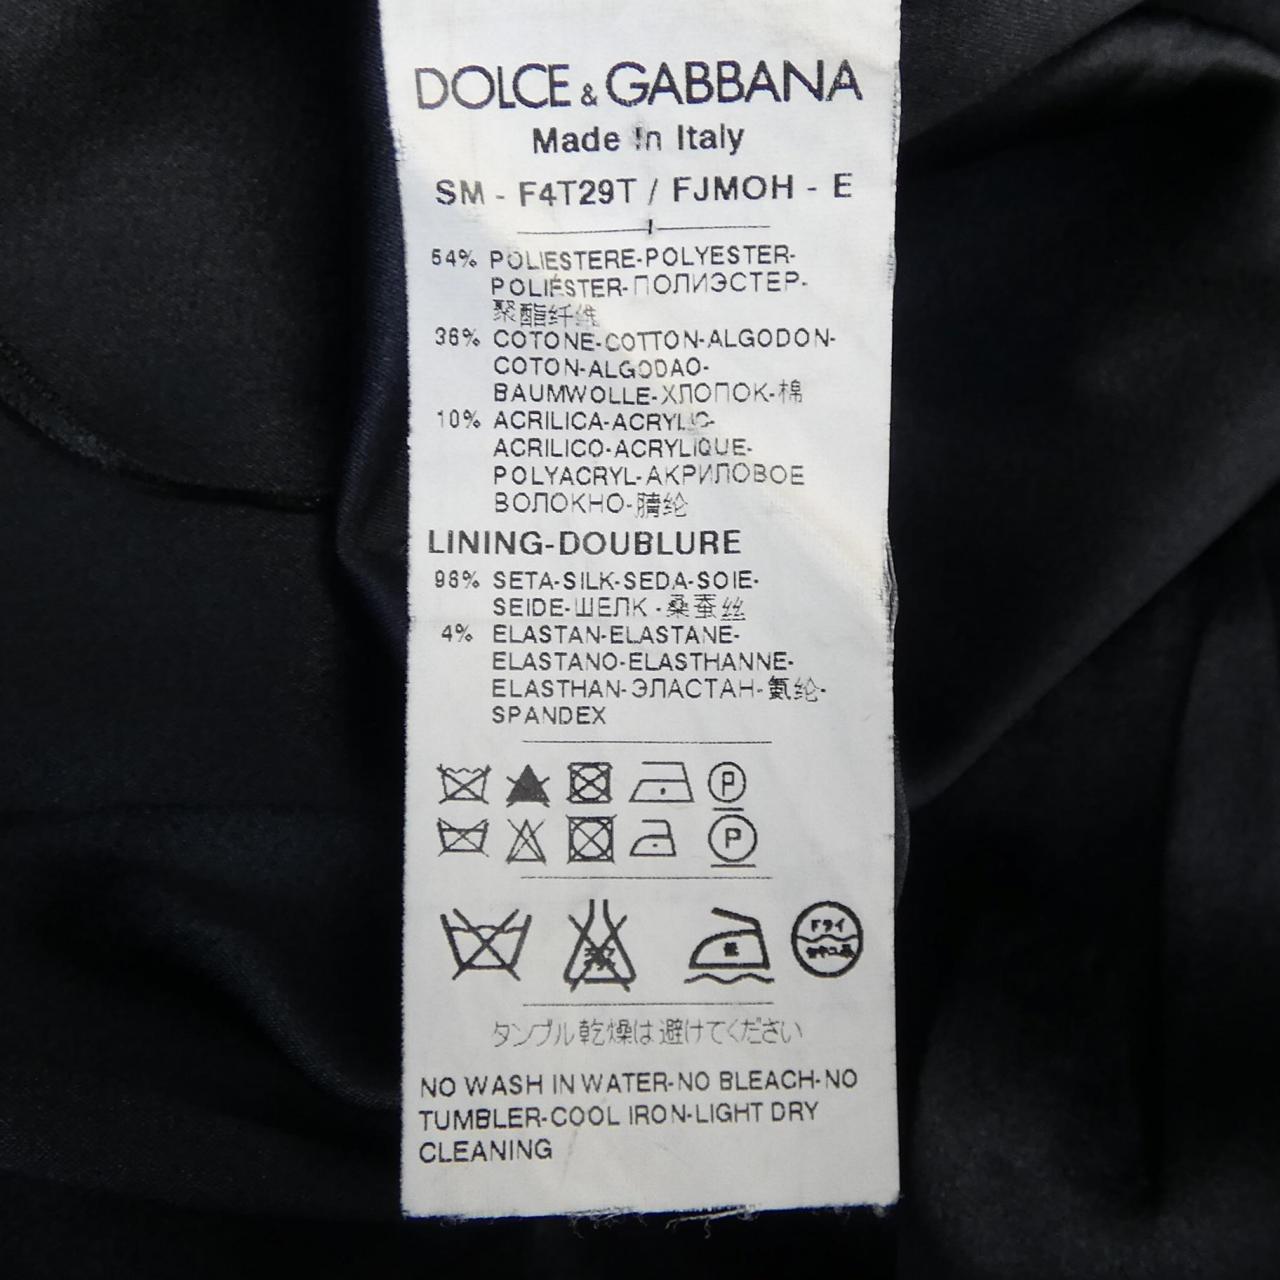 DOLCE & GABBANA
Made In Italy
SM - F4T29T / FJMOH - E
54% POLIESTERE-POLYESTER-
POLIÉSTER-ПОЛИЭСТЕР-
聚酯纤维
36% COTONE-COTTON-ALGODON-
COTON-ALGODAO-
BAUMWOLLE-ХЛОПОК-棉
10% ACRILICA-ACRYLIC-
ACRILICO-ACRYLIQUE-
POLYACRYL-АКРИЛОВОЕ
ВОЛОКНО-腈纶
LINING-DOUBLURE
96% SETA-SILK-SEDA-SOIE-
SEIDE-ШЕЛК -桑蚕丝
4% ELASTAN-ELASTANE-
ELASTANO-ELASTHANNE-
ELASTHAN-ЭЛАСТАН-氨纶-
SPANDEX
P
P
ドライ
タンブル乾燥は避けてください
NO WASH IN WATER-NO BLEACH-NO
TUMBLER-COOL IRON-LIGHT DRY
CLEANING